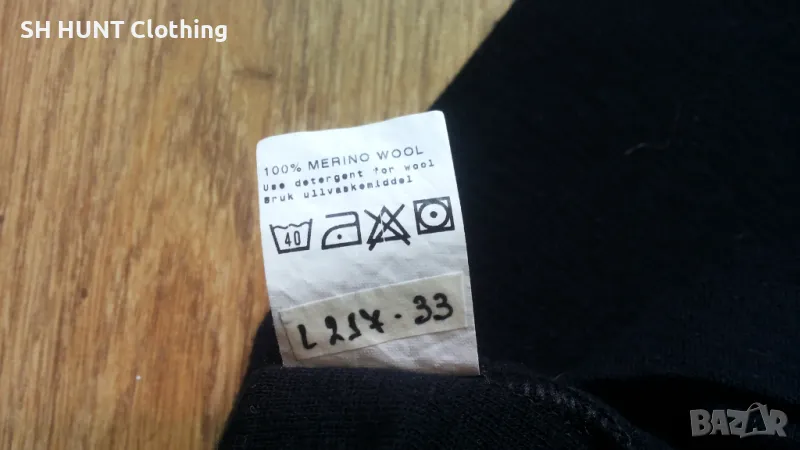 SH HUNT Clothing
100% MERINO WOOL
Use detergent for wool
Bruk ullvaskemiddel
40
L 217-33
BAZAR